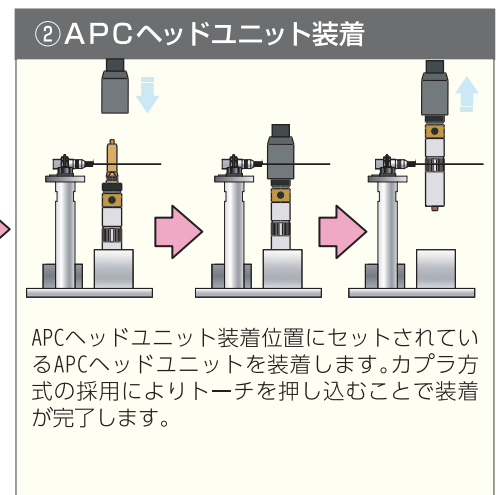 ②APCヘッドユニット装着
APCヘッドユニット装着位置にセットされてい
るAPCヘッドユニットを装着します。カプラ方
式の採用によりトーチを押し込むことで装着
が完了します。